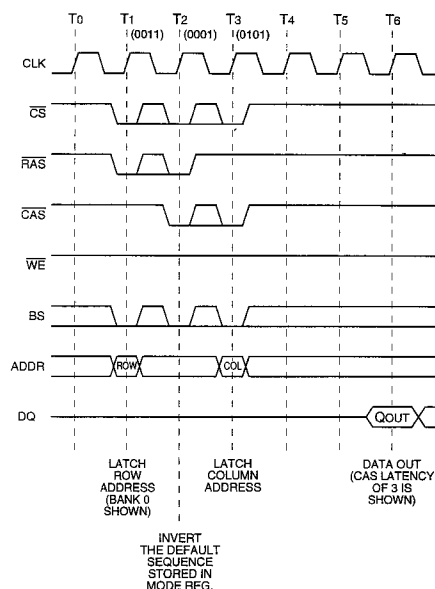 T0 T1 T2 T3 T4 T5 T6
(0011) (0001) (0101)
CLK
CS
RAS
CAS
WE
BS
ADDR ROW COL
DQ QOUT
LATCH
ROW
ADDRESS
(BANK 0
SHOWN)
LATCH
COLUMN
ADDRESS
DATA OUT
(CAS LATENCY
OF 3 IS
SHOWN)
INVERT
THE DEFAULT
SEQUENCE
STORED IN
MODE REG.